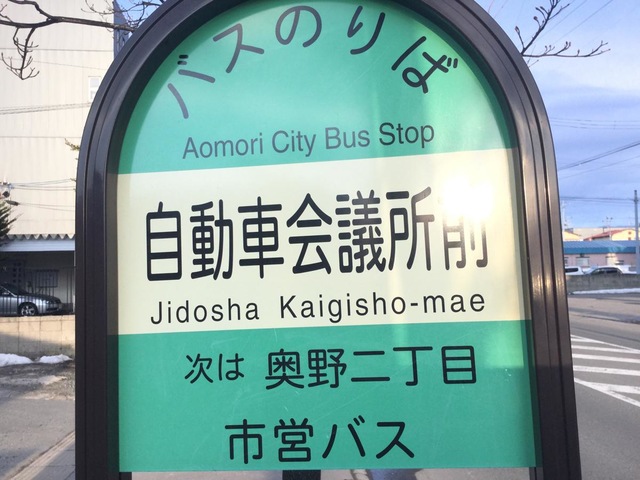 バスのりば
Aomori City Bus Stop
自動車会議所前
Jidosha Kaigisho-mae
次は 奥野二丁目
市営バス